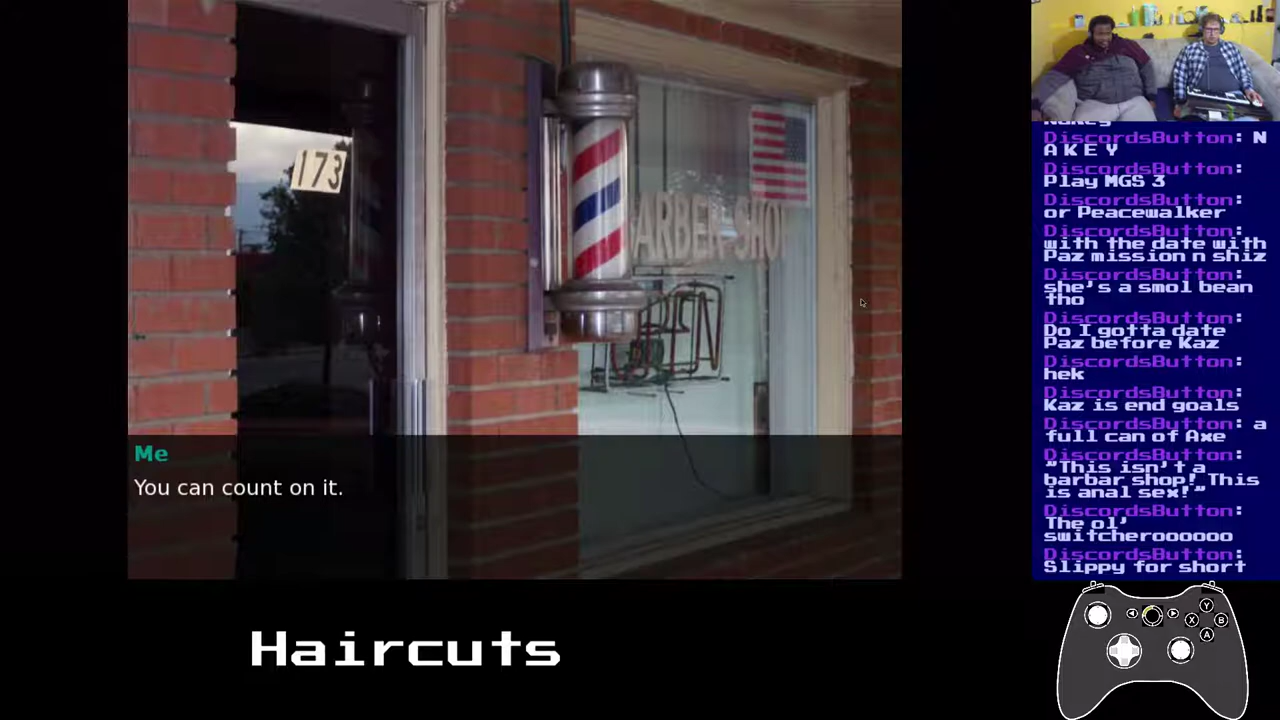 173
BARBER SHOP
OPEN
Me
You can count on it.
Haircuts
DiscordsButton: N
A K E Y
DiscordsButton:
Play MGS 3
DiscordsButton:
or Peacewalker
DiscordsButton:
with the date with
Paz mission n shiz
DiscordsButton:
she's a smol bean
tho
DiscordsButton:
Do I gotta date
Paz before Kaz
DiscordsButton:
hek
DiscordsButton:
Kaz is end goals
DiscordsButton: a
full can of Axe
DiscordsButton:
"This isn't a
barbar shop! This
is anal sex!"
DiscordsButton:
The ol'
switcheroooooo
DiscordsButton:
Slippy for short
Y
X
B
A